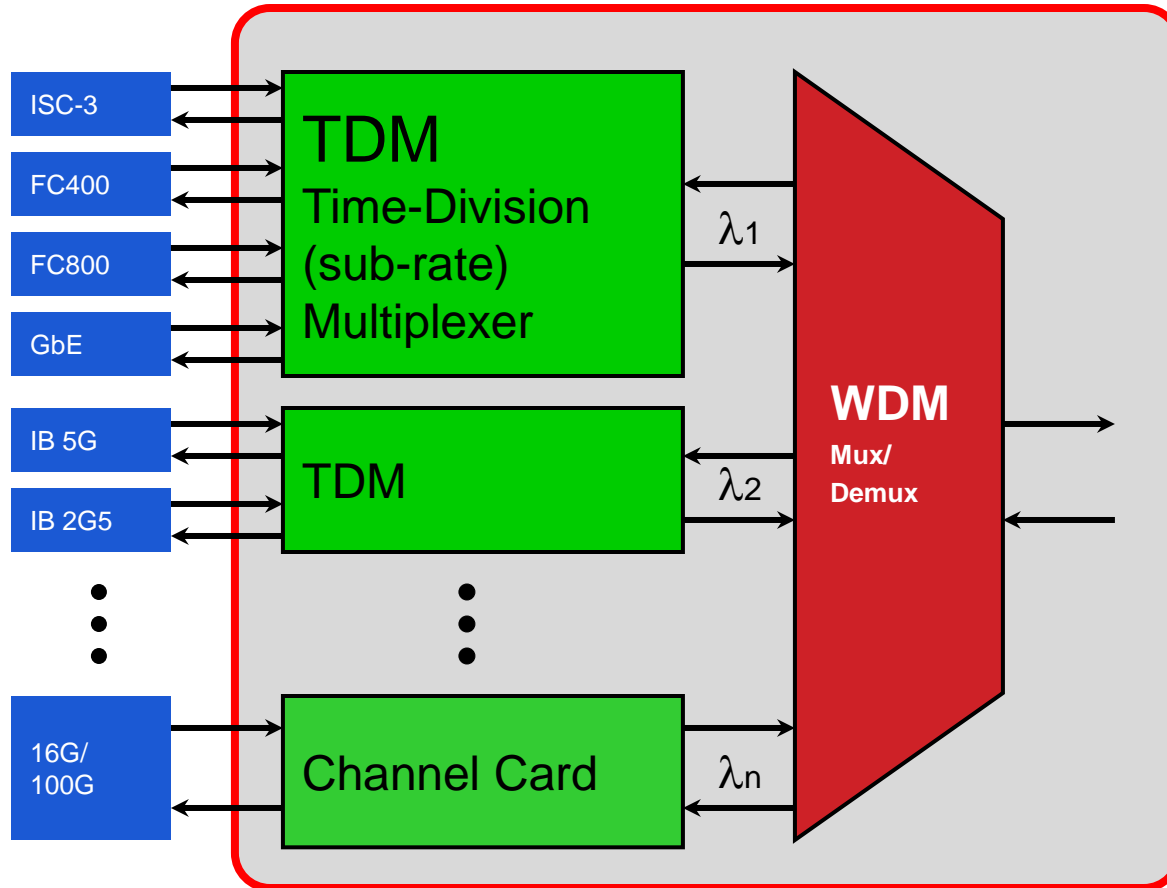 ISC-3
FC400
FC800
GbE
IB 5G
IB 2G5
16G/
100G
TDM
Time-Division
(sub-rate)
Multiplexer
TDM
Channel Card
λ1
λ2
λn
WDM
Mux/
Demux